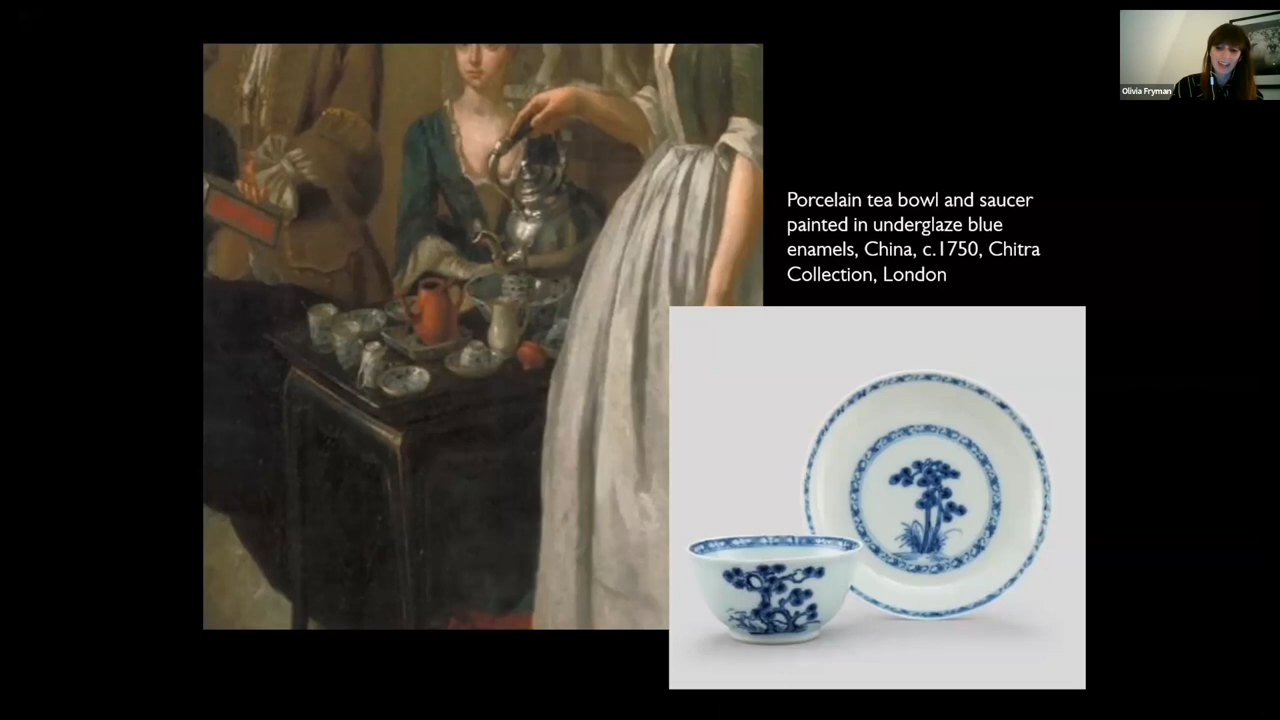 Olivia Fryman
Porcelain tea bowl and saucer
painted in underglaze blue
enamels, China, c.1750, Chitra
Collection, London